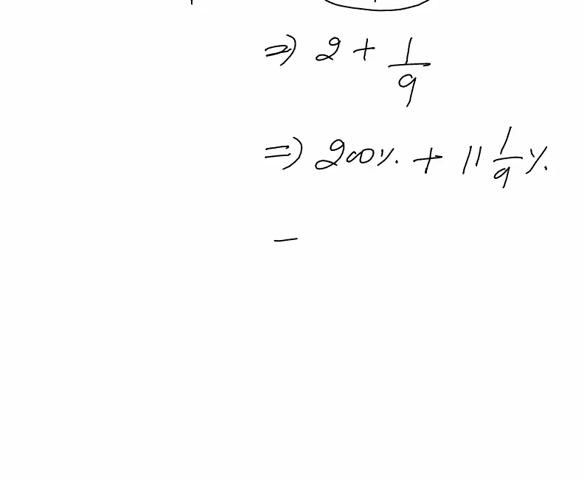 ⇒) 2 + 1/9
⇒) 200% + 11 1/9 %.
—